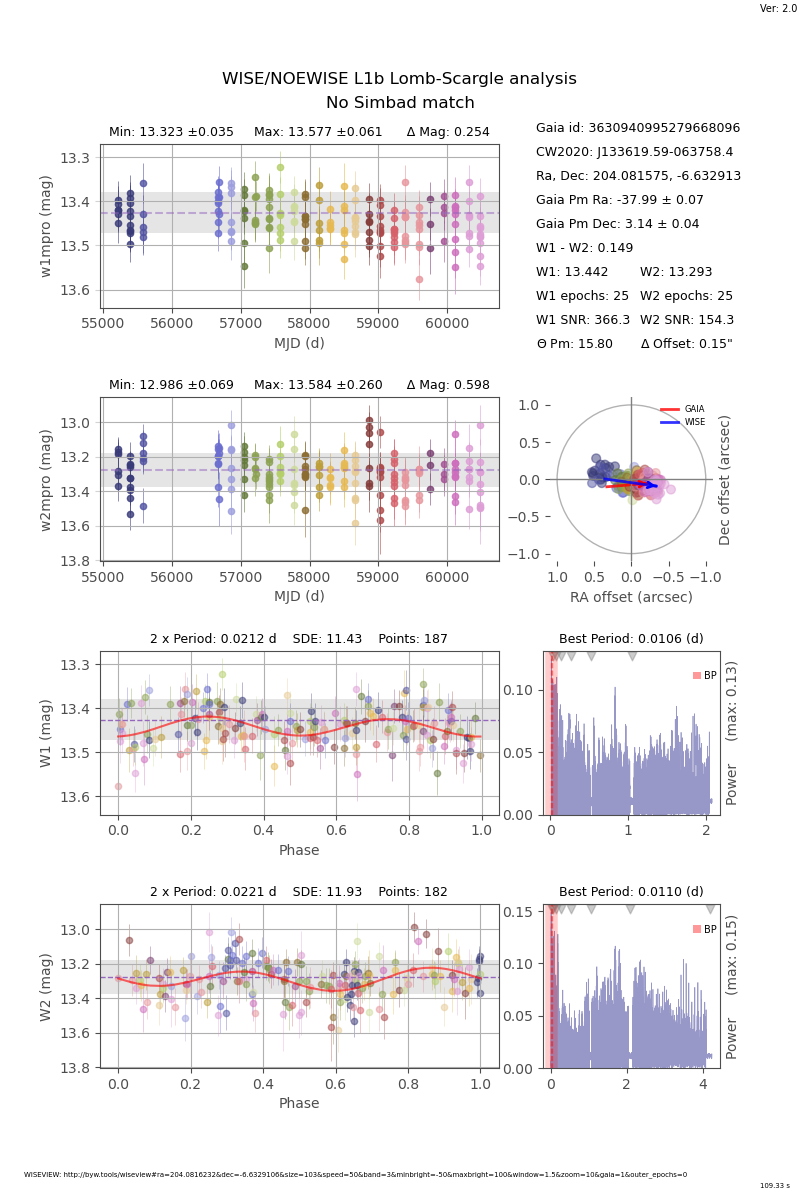 Ver: 2.0
WISE/NOEWISE L1b Lomb-Scargle analysis
No Simbad match
Min: 13.323 ±0.035 Max: 13.577 ±0.061 Δ Mag: 0.254
w1mpro (mag)
13.3
13.4
13.5
13.6
55000 56000 57000 58000 59000 60000
MJD (d)
Gaia id: 3630940995279668096
CW2020: J133619.59-063758.4
Ra, Dec: 204.081575, -6.632913
Gaia Pm Ra: -37.99 ± 0.07
Gaia Pm Dec: 3.14 ± 0.04
W1 - W2: 0.149
W1: 13.442 W2: 13.293
W1 epochs: 25 W2 epochs: 25
W1 SNR: 366.3 W2 SNR: 154.3
Θ Pm: 15.80 Δ Offset: 0.15"
Min: 12.986 ±0.069 Max: 13.584 ±0.260 Δ Mag: 0.598
w2mpro (mag)
13.0
13.2
13.4
13.6
13.8
55000 56000 57000 58000 59000 60000
MJD (d)
GAIA
WISE
1.0
0.5
0.0
−0.5
−1.0
1.0 0.5 0.0 −0.5 −1.0
RA offset (arcsec)
Dec offset (arcsec)
2 x Period: 0.0212 d SDE: 11.43 Points: 187
W1 (mag)
13.3
13.4
13.5
13.6
0.0 0.2 0.4 0.6 0.8 1.0
Phase
Best Period: 0.0106 (d)
BP
0.10
0.05
0.00
0 1 2
Power (max: 0.13)
2 x Period: 0.0221 d SDE: 11.93 Points: 182
W2 (mag)
13.0
13.2
13.4
13.6
13.8
0.0 0.2 0.4 0.6 0.8 1.0
Phase
Best Period: 0.0110 (d)
BP
0.15
0.10
0.05
0.00
0 2 4
Power (max: 0.15)
WISEVIEW: http://byw.tools/wiseview#ra=204.0816232&dec=-6.6329106&size=103&speed=50&band=3&minbright=-50&maxbright=100&window=1.5&zoom=10&gaia=1&outer_epochs=0
109.33 s